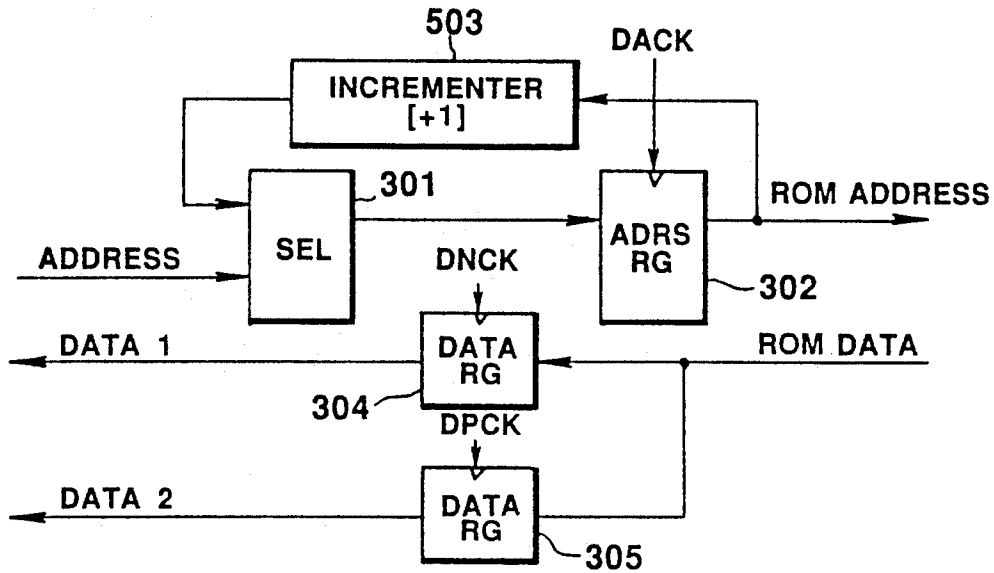 503
DACK
INCREMENTER
[+1]
301
ROM ADDRESS
SEL
ADRS
RG
ADDRESS
DNCK
302
DATA 1
DATA
RG
ROM DATA
304
DPCK
DATA 2
DATA
RG
305